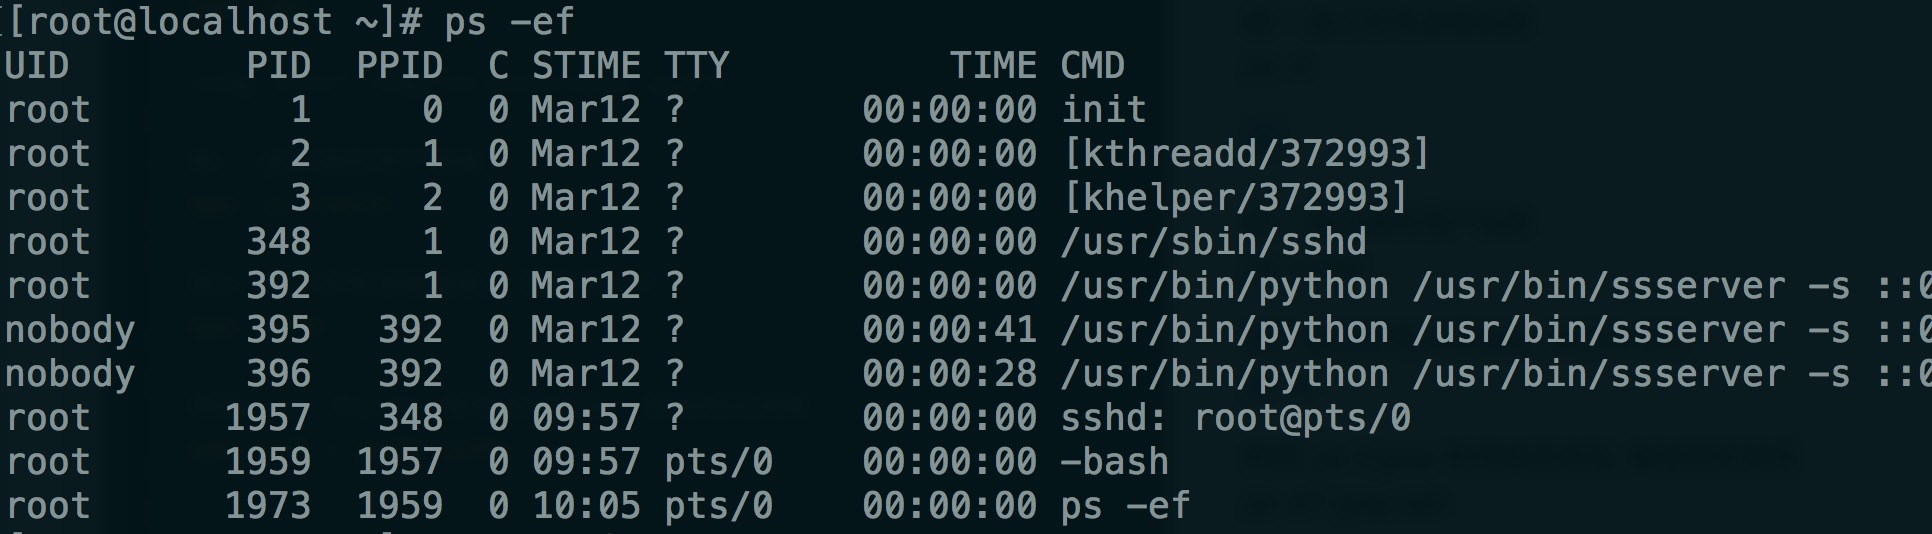 [[root@localhost ~]# ps -ef
UID        PID  PPID  C STIME TTY          TIME CMD
root         1     0  0 Mar12 ?        00:00:00 init
root         2     1  0 Mar12 ?        00:00:00 [kthreadd/372993]
root         3     2  0 Mar12 ?        00:00:00 [khelper/372993]
root       348     1  0 Mar12 ?        00:00:00 /usr/sbin/sshd
root       392     1  0 Mar12 ?        00:00:00 /usr/bin/python /usr/bin/ssserver -s ::0
nobody     395   392  0 Mar12 ?        00:00:41 /usr/bin/python /usr/bin/ssserver -s ::0
nobody     396   392  0 Mar12 ?        00:00:28 /usr/bin/python /usr/bin/ssserver -s ::0
root      1957   348  0 09:57 ?        00:00:00 sshd: root@pts/0
root      1959  1957  0 09:57 pts/0    00:00:00 -bash
root      1973  1959  0 10:05 pts/0    00:00:00 ps -ef